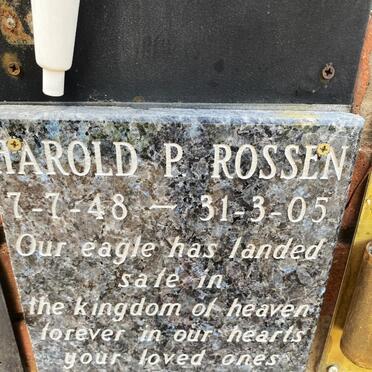 HAROLD P. ROSSEN
7-7-48 — 31-3-05
Our eagle has landed
safe in
the kingdom of heaven
forever in our hearts
your loved ones